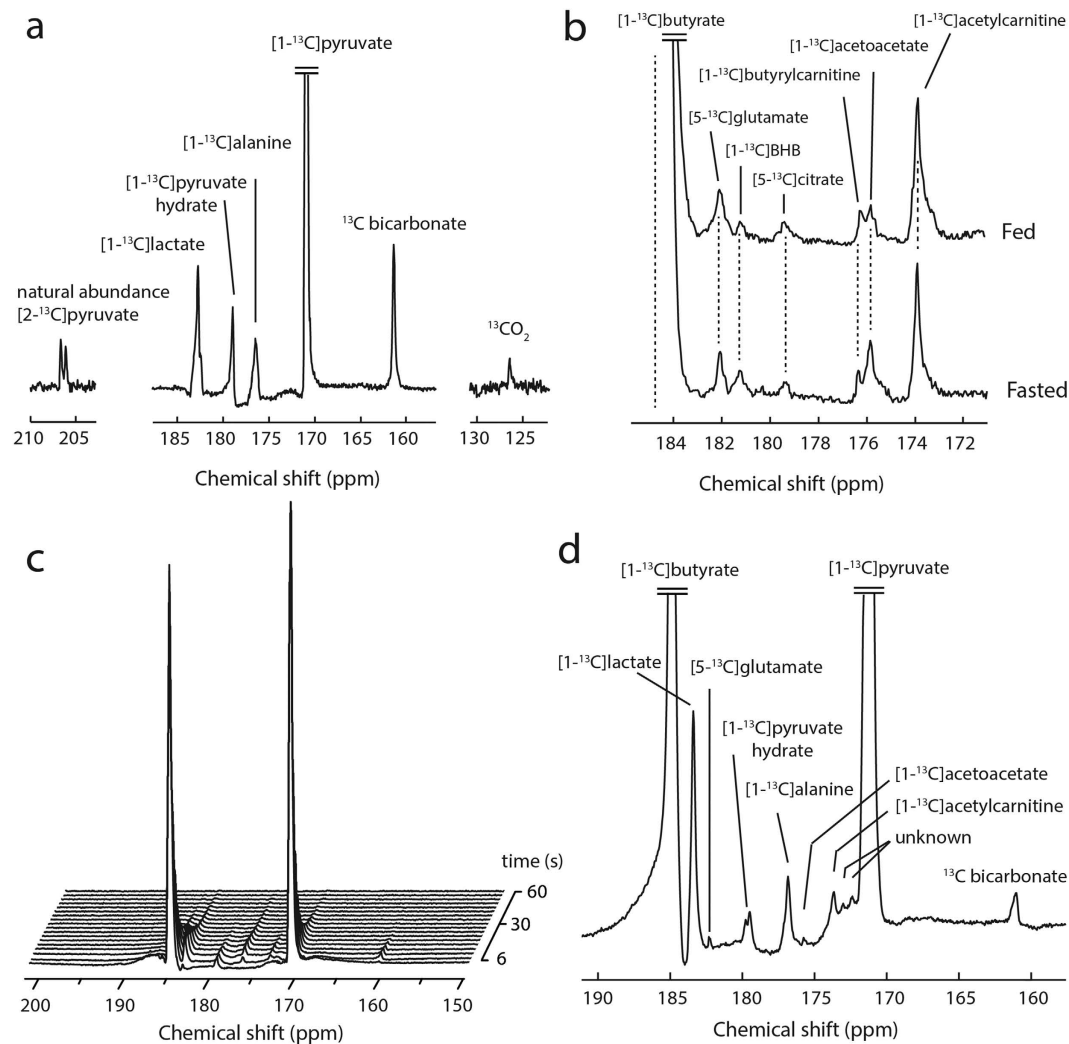 a
[1-¹³C]pyruvate
[1-¹³C]alanine
[1-¹³C]pyruvate
hydrate
[1-¹³C]lactate
¹³C bicarbonate
natural abundance
[2-¹³C]pyruvate
¹³CO₂
210 205 185 180 175 170 165 160 130 125
Chemical shift (ppm)
b
[1-¹³C]butyrate
[1-¹³C]acetylcarnitine
[1-¹³C]acetoacetate
[1-¹³C]butyrylcarnitine
[5-¹³C]glutamate
[1-¹³C]BHB
[5-¹³C]citrate
Fed
Fasted
184 182 180 178 176 174 172
Chemical shift (ppm)
c
time (s)
60
30
6
200 190 180 170 160 150
Chemical shift (ppm)
d
[1-¹³C]butyrate
[1-¹³C]pyruvate
[1-¹³C]lactate
[5-¹³C]glutamate
[1-¹³C]pyruvate
hydrate
[1-¹³C]alanine
[1-¹³C]acetoacetate
[1-¹³C]acetylcarnitine
unknown
¹³C bicarbonate
190 185 180 175 170 165 160
Chemical shift (ppm)